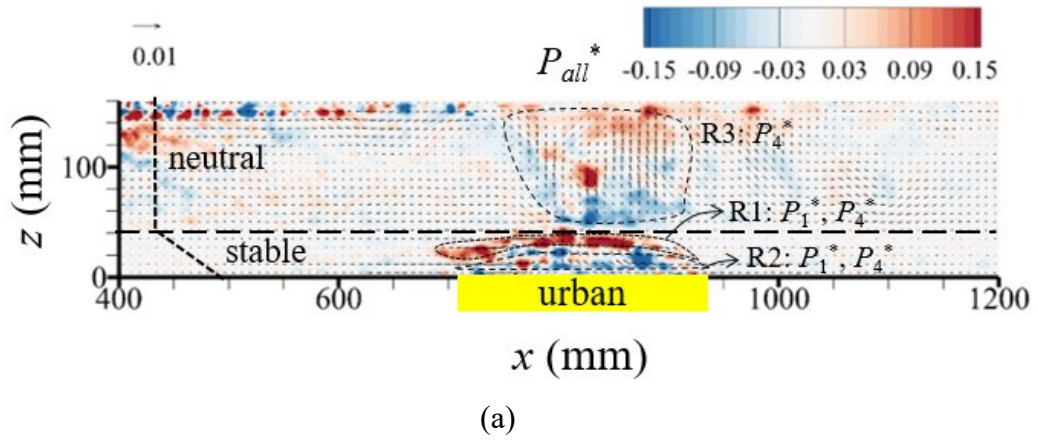 0.01
P_all*
-0.15 -0.09 -0.03 0.03 0.09 0.15
z (mm)
100
0
neutral
stable
R3: P_4*
R1: P_1*, P_4*
R2: P_1*, P_4*
urban
400 600 1000 1200
x (mm)
(a)